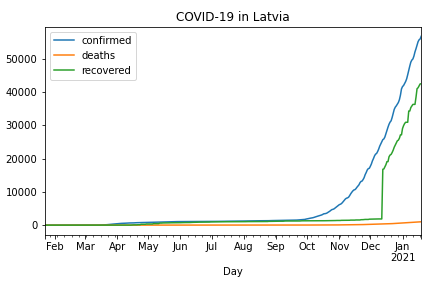 COVID-19 in Latvia
confirmed
deaths
recovered
50000
40000
30000
20000
10000
0
Feb Mar Apr May Jun Jul Aug Sep Oct Nov Dec Jan
2021
Day